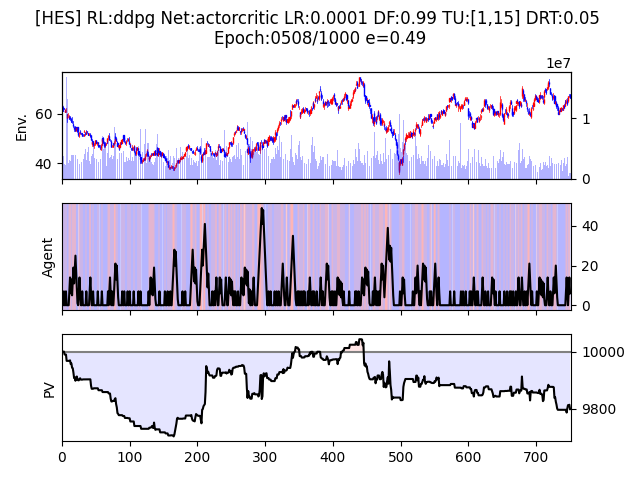 [HES] RL:ddpg Net:actorcritic LR:0.0001 DF:0.99 TU:[1,15] DRT:0.05
Epoch:0508/1000 e=0.49
1e7
Env.
60
40
1
0
Agent
40
20
0
PV
10000
9800
0 100 200 300 400 500 600 700